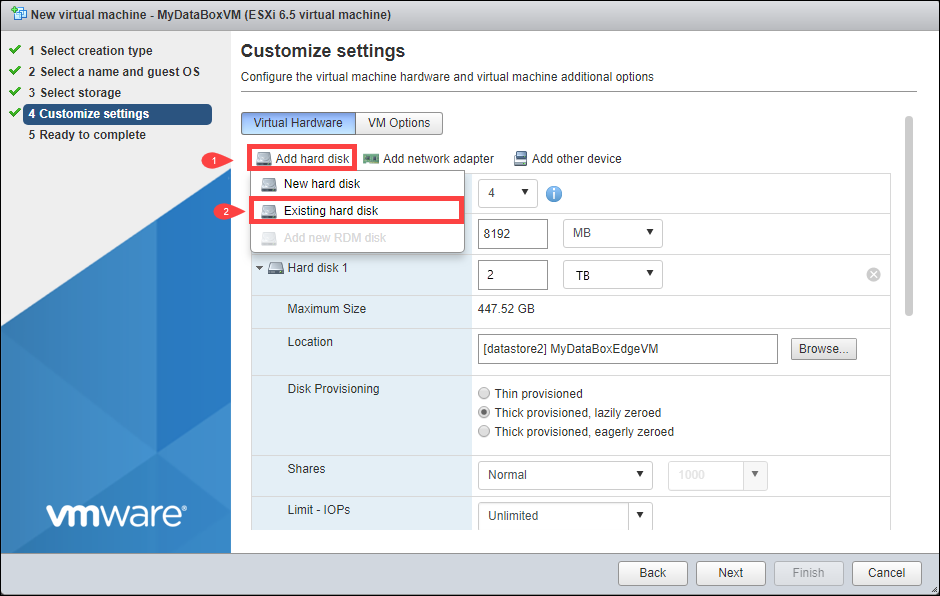 New virtual machine - MyDataBoxVM (ESXi 6.5 virtual machine)
1 Select creation type
2 Select a name and guest OS
3 Select storage
4 Customize settings
5 Ready to complete
vmware®
Customize settings
Configure the virtual machine hardware and virtual machine additional options
Virtual Hardware VM Options
1 Add hard disk Add network adapter Add other device
New hard disk
4 i
2 Existing hard disk
8192 MB
Add new RDM disk
Hard disk 1 2 TB
Maximum Size 447.52 GB
Location [datastore2] MyDataBoxEdgeVM Browse...
Disk Provisioning
Thin provisioned
Thick provisioned, lazily zeroed
Thick provisioned, eagerly zeroed
Shares Normal 1000
Limit - IOPs Unlimited
Back Next Finish Cancel